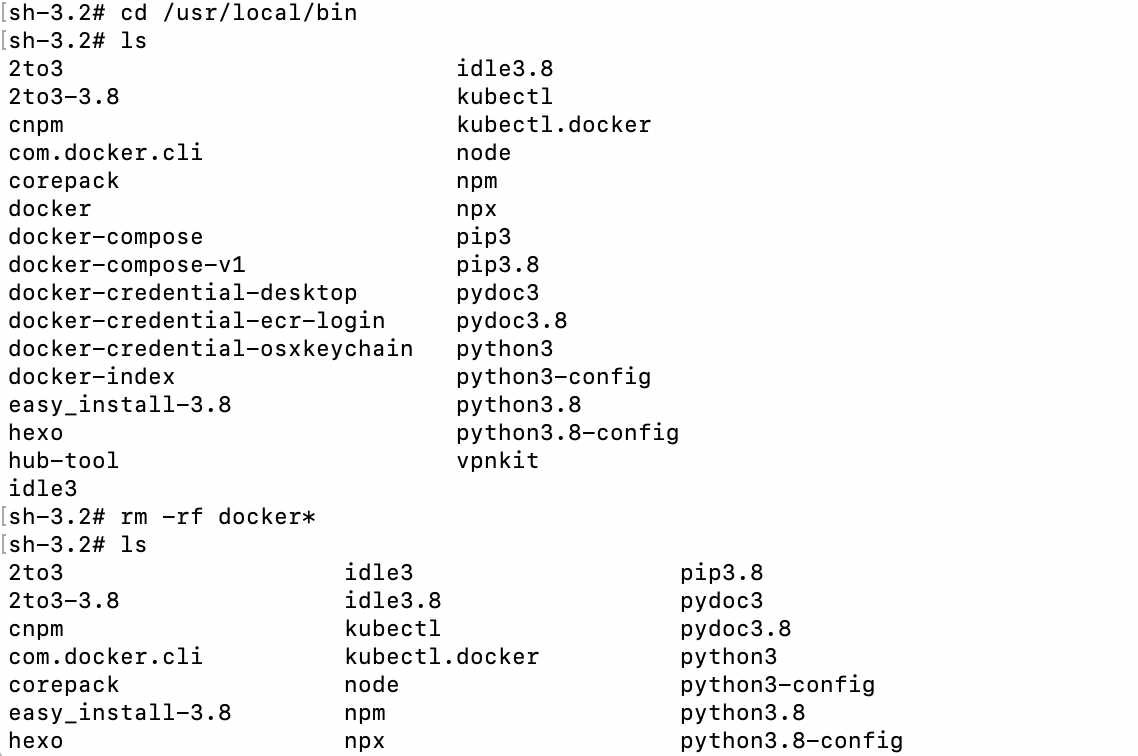 [sh-3.2# cd /usr/local/bin
[sh-3.2# ls
2to3 idle3.8
2to3-3.8 kubectl
cnpm kubectl.docker
com.docker.cli node
corepack npm
docker npx
docker-compose pip3
docker-compose-v1 pip3.8
docker-credential-desktop pydoc3
docker-credential-ecr-login pydoc3.8
docker-credential-osxkeychain python3
docker-index python3-config
easy_install-3.8 python3.8
hexo python3.8-config
hub-tool vpnkit
idle3
[sh-3.2# rm -rf docker*
[sh-3.2# ls
2to3 idle3 pip3.8
2to3-3.8 idle3.8 pydoc3
cnpm kubectl pydoc3.8
com.docker.cli kubectl.docker python3
corepack node python3-config
easy_install-3.8 npm python3.8
hexo npx python3.8-config